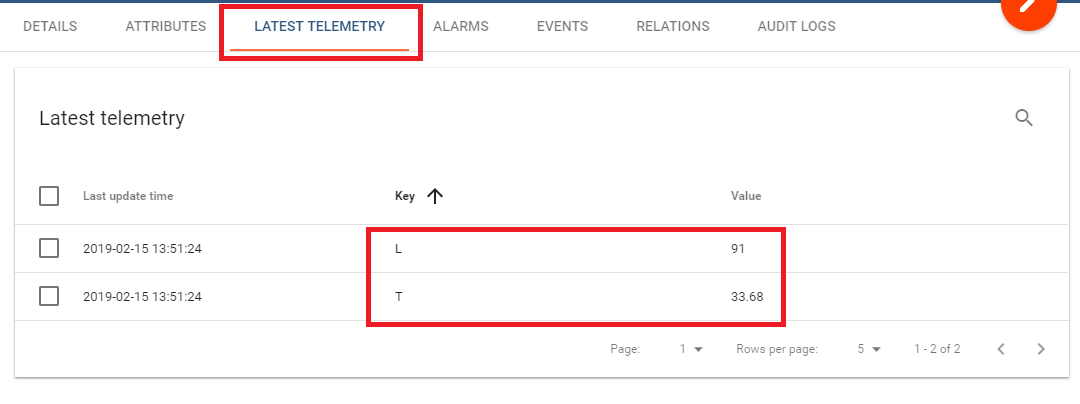 DETAILS ATTRIBUTES LATEST TELEMETRY ALARMS EVENTS RELATIONS AUDIT LOGS
Latest telemetry
Last update time Key Value
2019-02-15 13:51:24 L 91
2019-02-15 13:51:24 T 33.68
Page: 1 Rows per page: 5 1 - 2 of 2